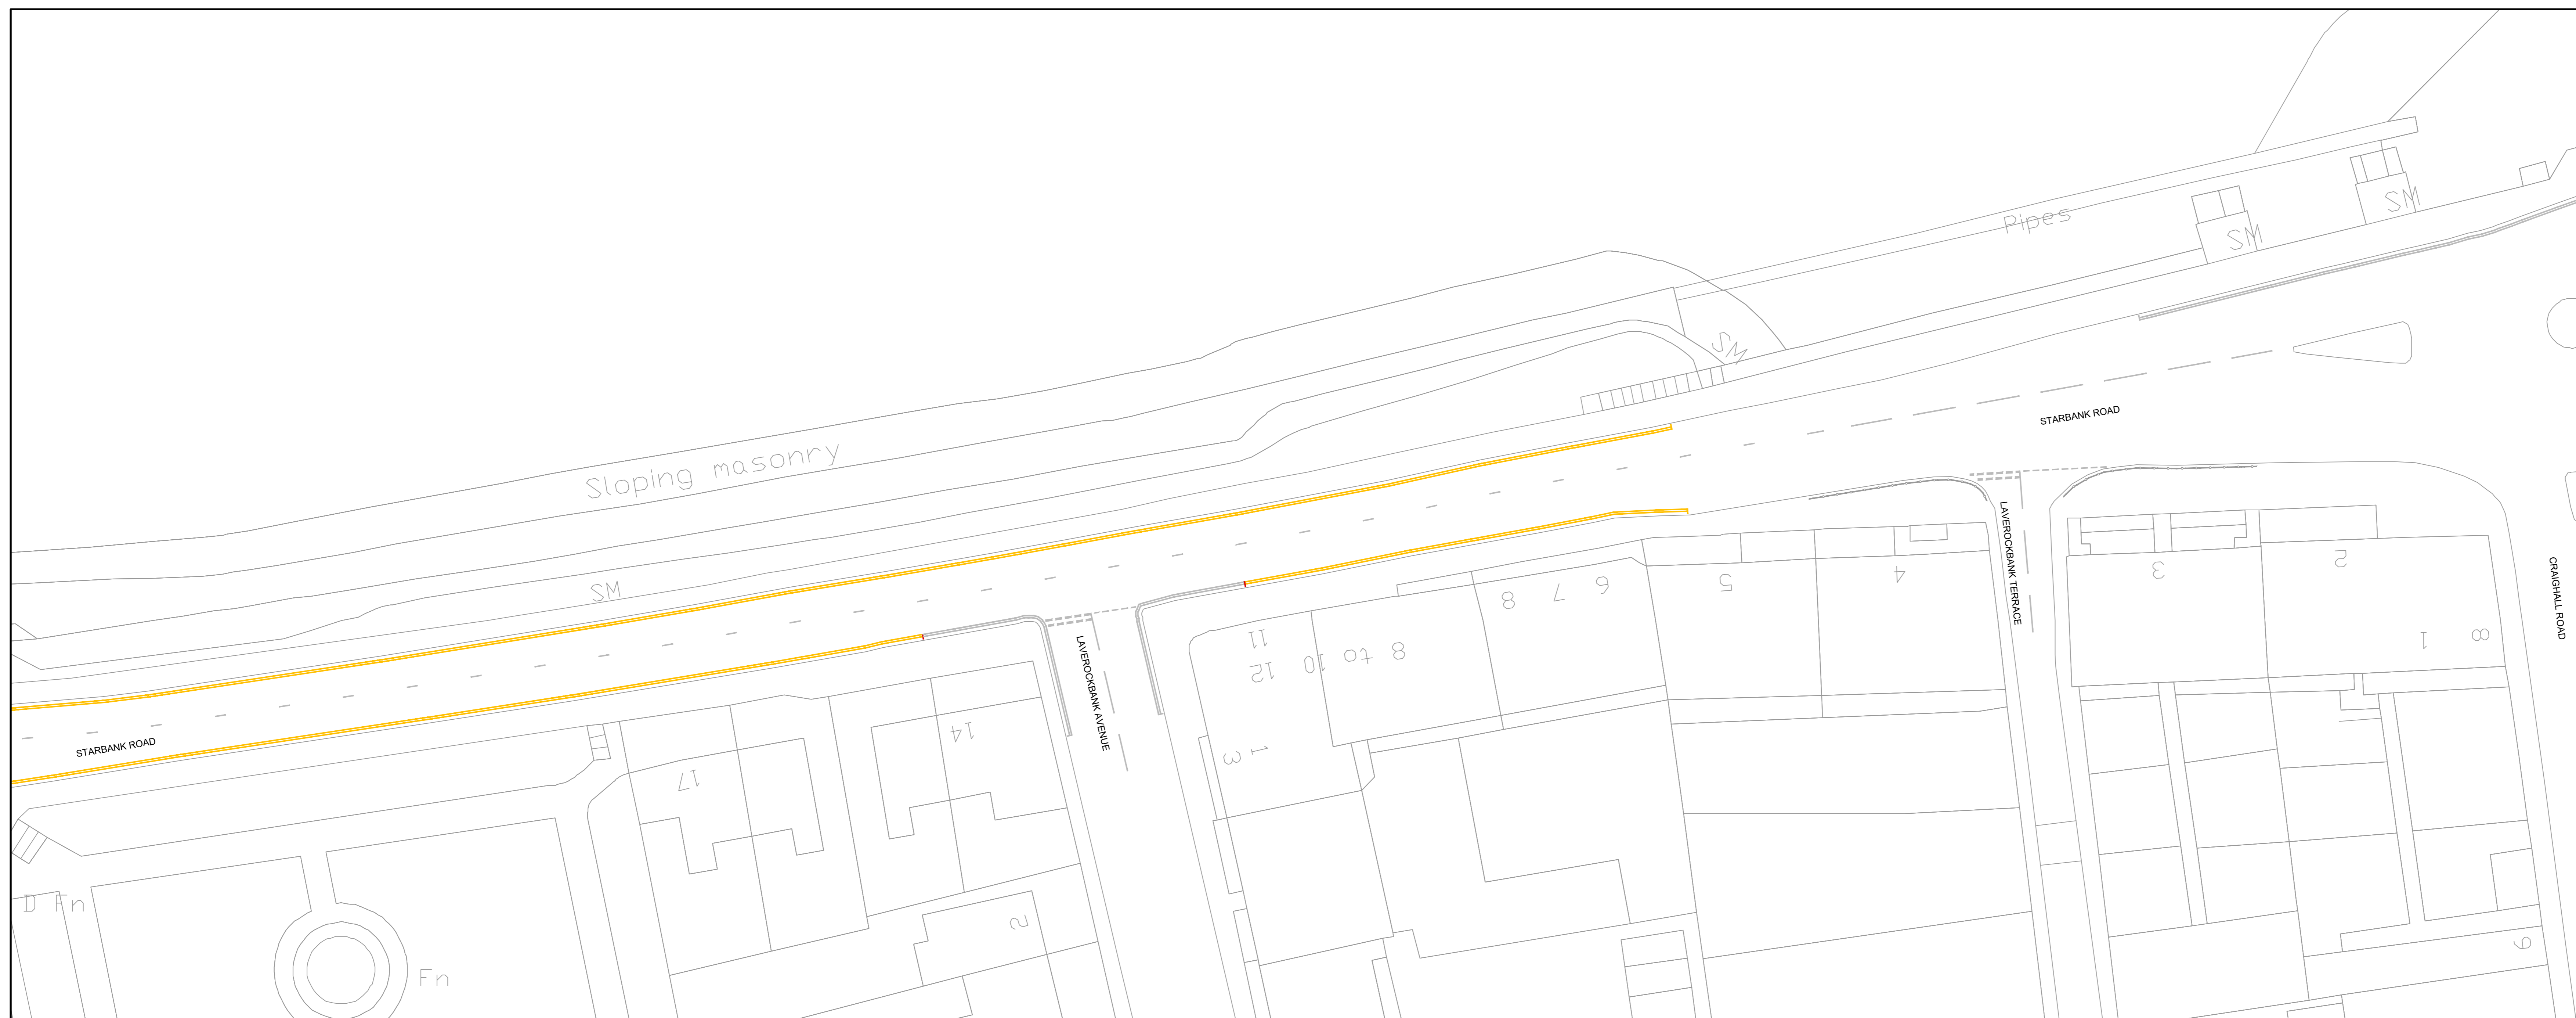 Pipes
SM
SM
SM
STARBANK ROAD
Sloping masonry
SM
LAVEROCKBANK TERRACE
CRAIGHALL ROAD
8 7 6
5
4
3
2
1
8
11
12
8 to 10
LAVEROCKBANK AVENUE
STARBANK ROAD
14
17
1 3
2
D Fn
Fn
9